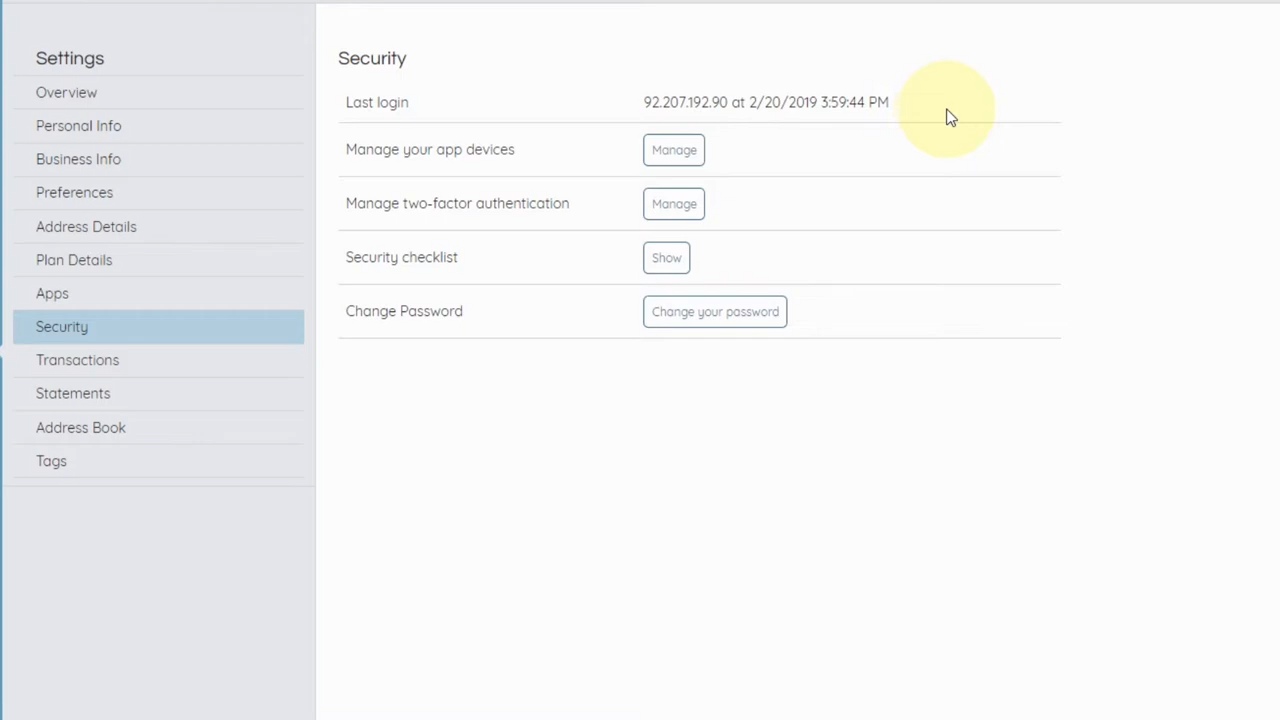 Settings
Overview
Personal Info
Business Info
Preferences
Address Details
Plan Details
Apps
Security
Transactions
Statements
Address Book
Tags
Security
Last login 92.207.192.90 at 2/20/2019 3:59:44 PM
Manage your app devices Manage
Manage two-factor authentication Manage
Security checklist Show
Change Password Change your password